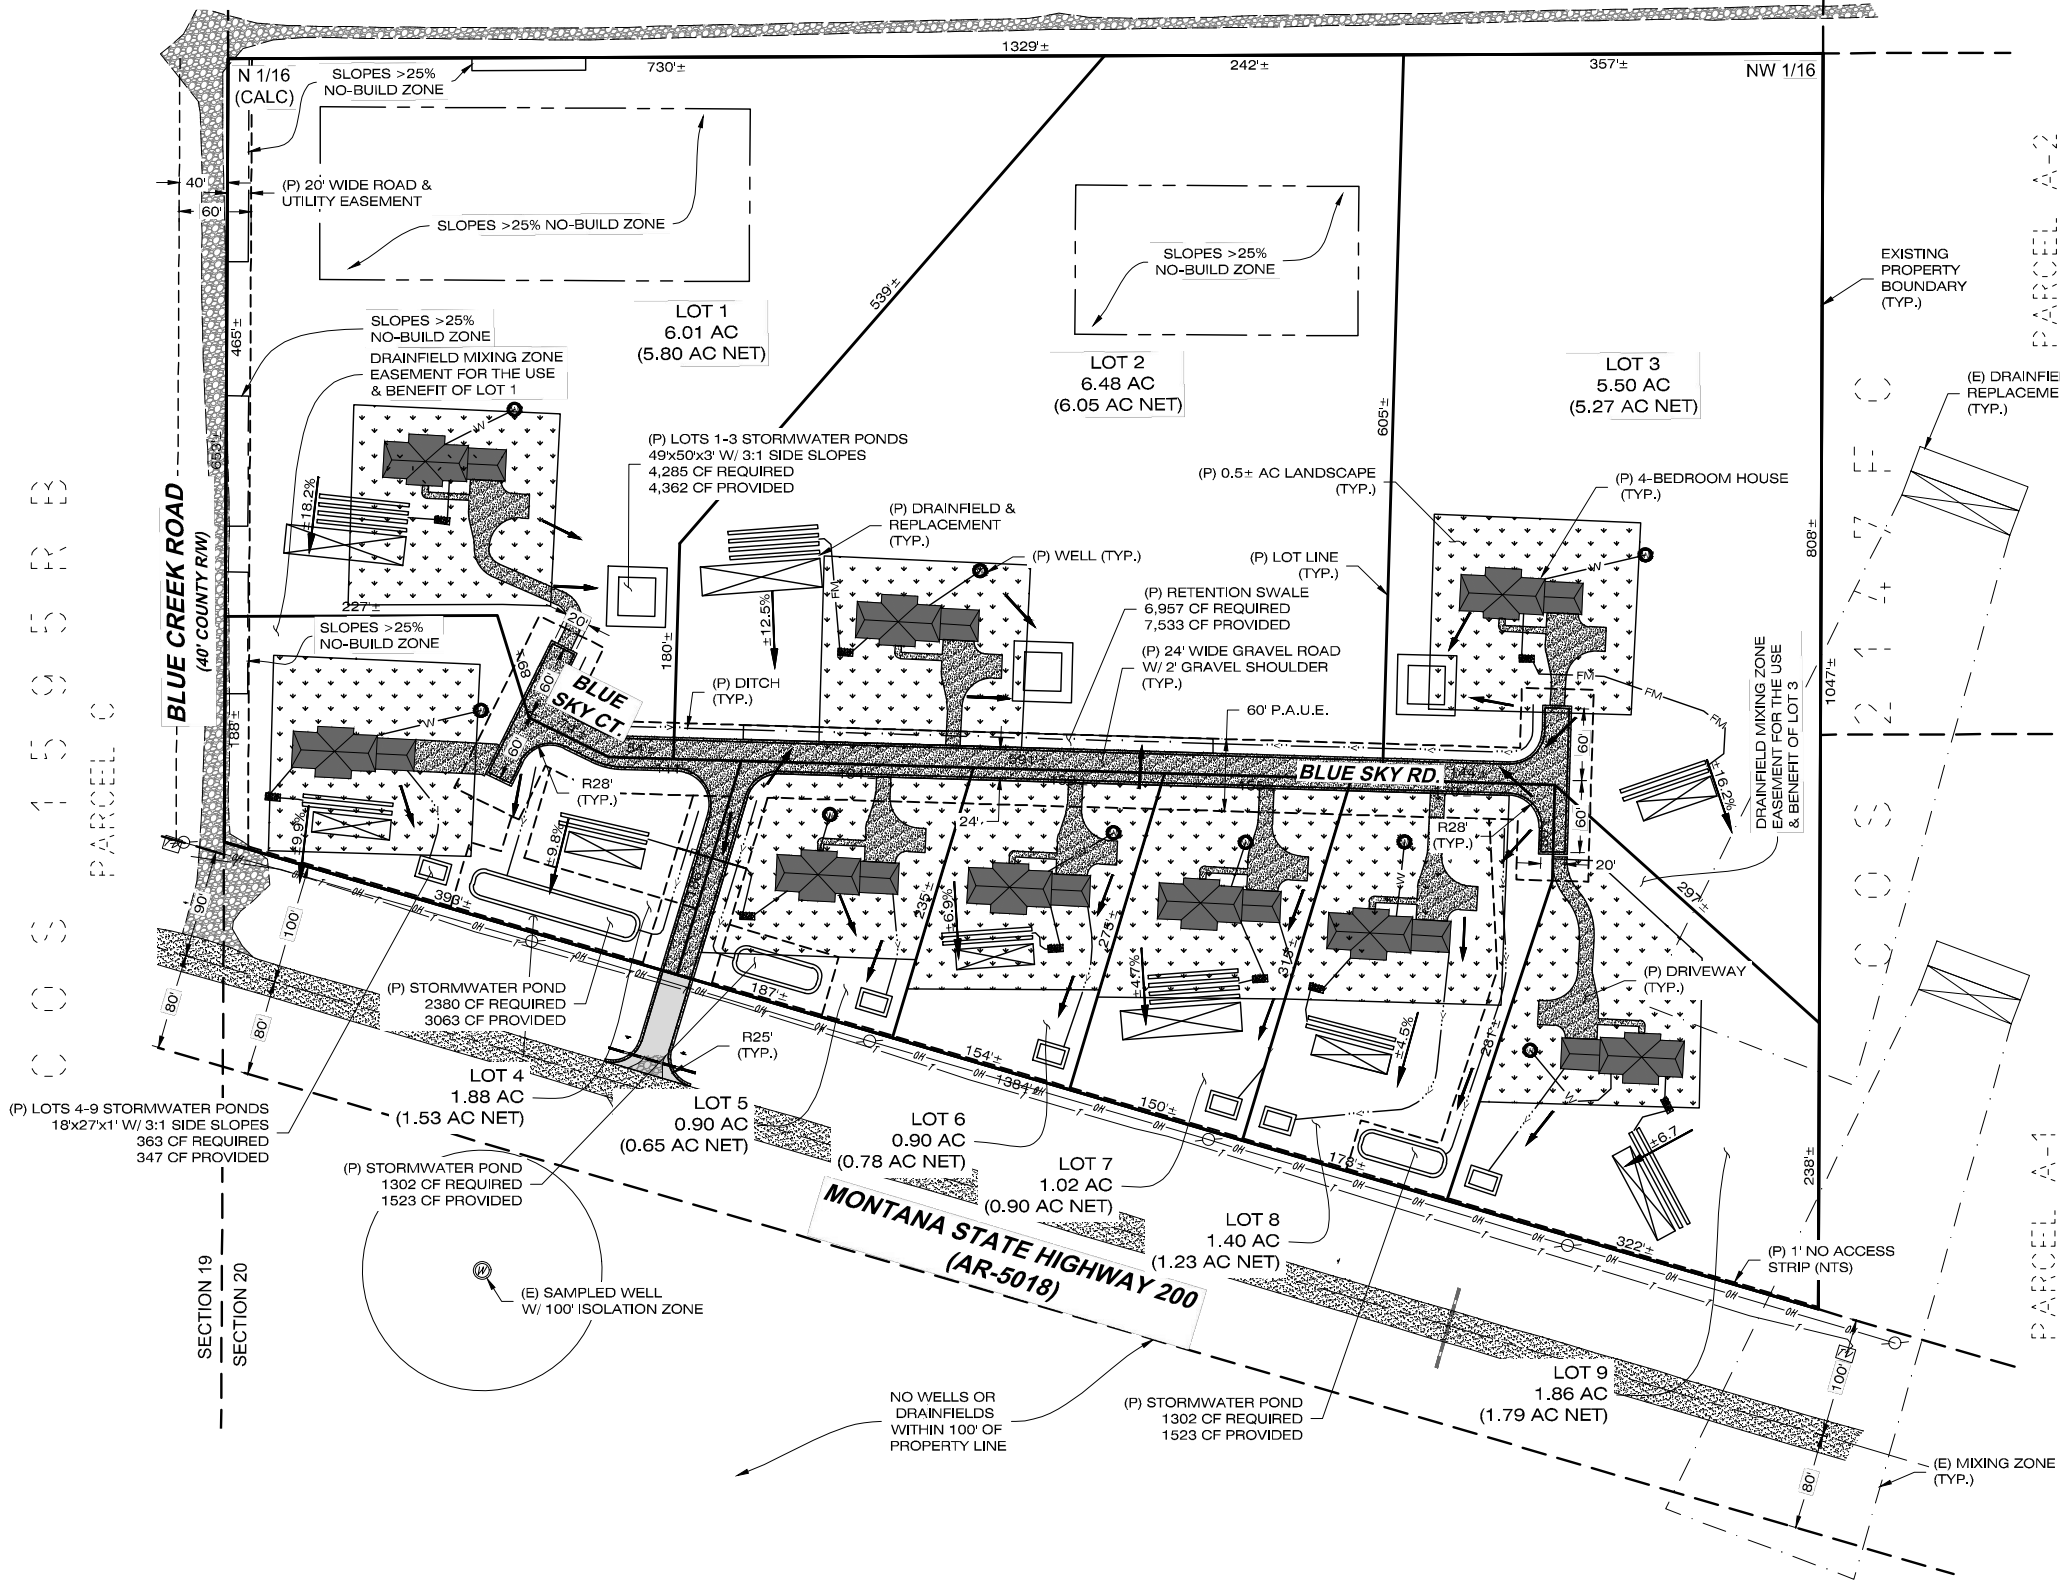 1329'±
730'±
242'±
357'±
N 1/16
(CALC)
NW 1/16
SLOPES >25%
NO-BUILD ZONE
40'
60'
(P) 20' WIDE ROAD &
UTILITY EASEMENT
SLOPES >25% NO-BUILD ZONE
SLOPES >25%
NO-BUILD ZONE
EXISTING
PROPERTY
BOUNDARY
(TYP.)
PARCEL A-2
539'±
465'±
653'±
605'±
LOT 1
6.01 AC
(5.80 AC NET)
LOT 2
6.48 AC
(6.05 AC NET)
LOT 3
5.50 AC
(5.27 AC NET)
SLOPES >25%
NO-BUILD ZONE
DRAINFIELD MIXING ZONE
EASEMENT FOR THE USE
& BENEFIT OF LOT 1
(E) DRAINFIE
REPLACEME
(TYP.)
W
(P) LOTS 1-3 STORMWATER PONDS
49'x50'x3' W/ 3:1 SIDE SLOPES
4,285 CF REQUIRED
4,362 CF PROVIDED
(P) 0.5± AC LANDSCAPE
(TYP.)
(P) 4-BEDROOM HOUSE
(TYP.)
±18.2%
(P) DRAINFIELD &
REPLACEMENT
(TYP.)
(P) WELL (TYP.)
(P) LOT LINE
(TYP.)
808'±
BLUE CREEK ROAD
(40' COUNTY R/W)
FM
W
±12.5%
(P) RETENTION SWALE
6,957 CF REQUIRED
7,533 CF PROVIDED
227'±
20'
SLOPES >25%
NO-BUILD ZONE
180'±
(P) 24' WIDE GRAVEL ROAD
W/ 2' GRAVEL SHOULDER
(TYP.)
FM
FM
FM
DRAINFIELD MIXING ZONE
EASEMENT FOR THE USE
& BENEFIT OF LOT 3
1047'±
89'±
60'
BLUE
SKY CT.
(P) DITCH
(TYP.)
60' P.A.U.E.
W
188'±
60'
60'
BLUE SKY RD.
±16.2%
R28'
(TYP.)
24'
R28'
(TYP.)
60'
20'
±9.9%
±9.8%
90'
100'
393'±
235'±
±6.9%
275'±
±4.7%
315'±
W
297'±
80'
80'
(P) STORMWATER POND
2380 CF REQUIRED
3063 CF PROVIDED
187'±
R25'
(TYP.)
±4.5%
281'±
(P) DRIVEWAY
(TYP.)
154'±
1384'±
150'±
W
±6.7
LOT 4
1.88 AC
(1.53 AC NET)
LOT 5
0.90 AC
(0.65 AC NET)
LOT 6
0.90 AC
(0.78 AC NET)
LOT 7
1.02 AC
(0.90 AC NET)
LOT 8
1.40 AC
(1.23 AC NET)
(P) LOTS 4-9 STORMWATER PONDS
18'x27'x1' W/ 3:1 SIDE SLOPES
363 CF REQUIRED
347 CF PROVIDED
(P) STORMWATER POND
1302 CF REQUIRED
1523 CF PROVIDED
238'±
322'±
MONTANA STATE HIGHWAY 200
(AR-5018)
(P) 1' NO ACCESS
STRIP (NTS)
W
(E) SAMPLED WELL
W/ 100' ISOLATION ZONE
SECTION 19
SECTION 20
PARCEL C
COS 155953RB
COS 2147EC
PARCEL A-1
NO WELLS OR
DRAINFIELDS
WITHIN 100' OF
PROPERTY LINE
(P) STORMWATER POND
1302 CF REQUIRED
1523 CF PROVIDED
LOT 9
1.86 AC
(1.79 AC NET)
100'
80'
(E) MIXING ZONE
(TYP.)